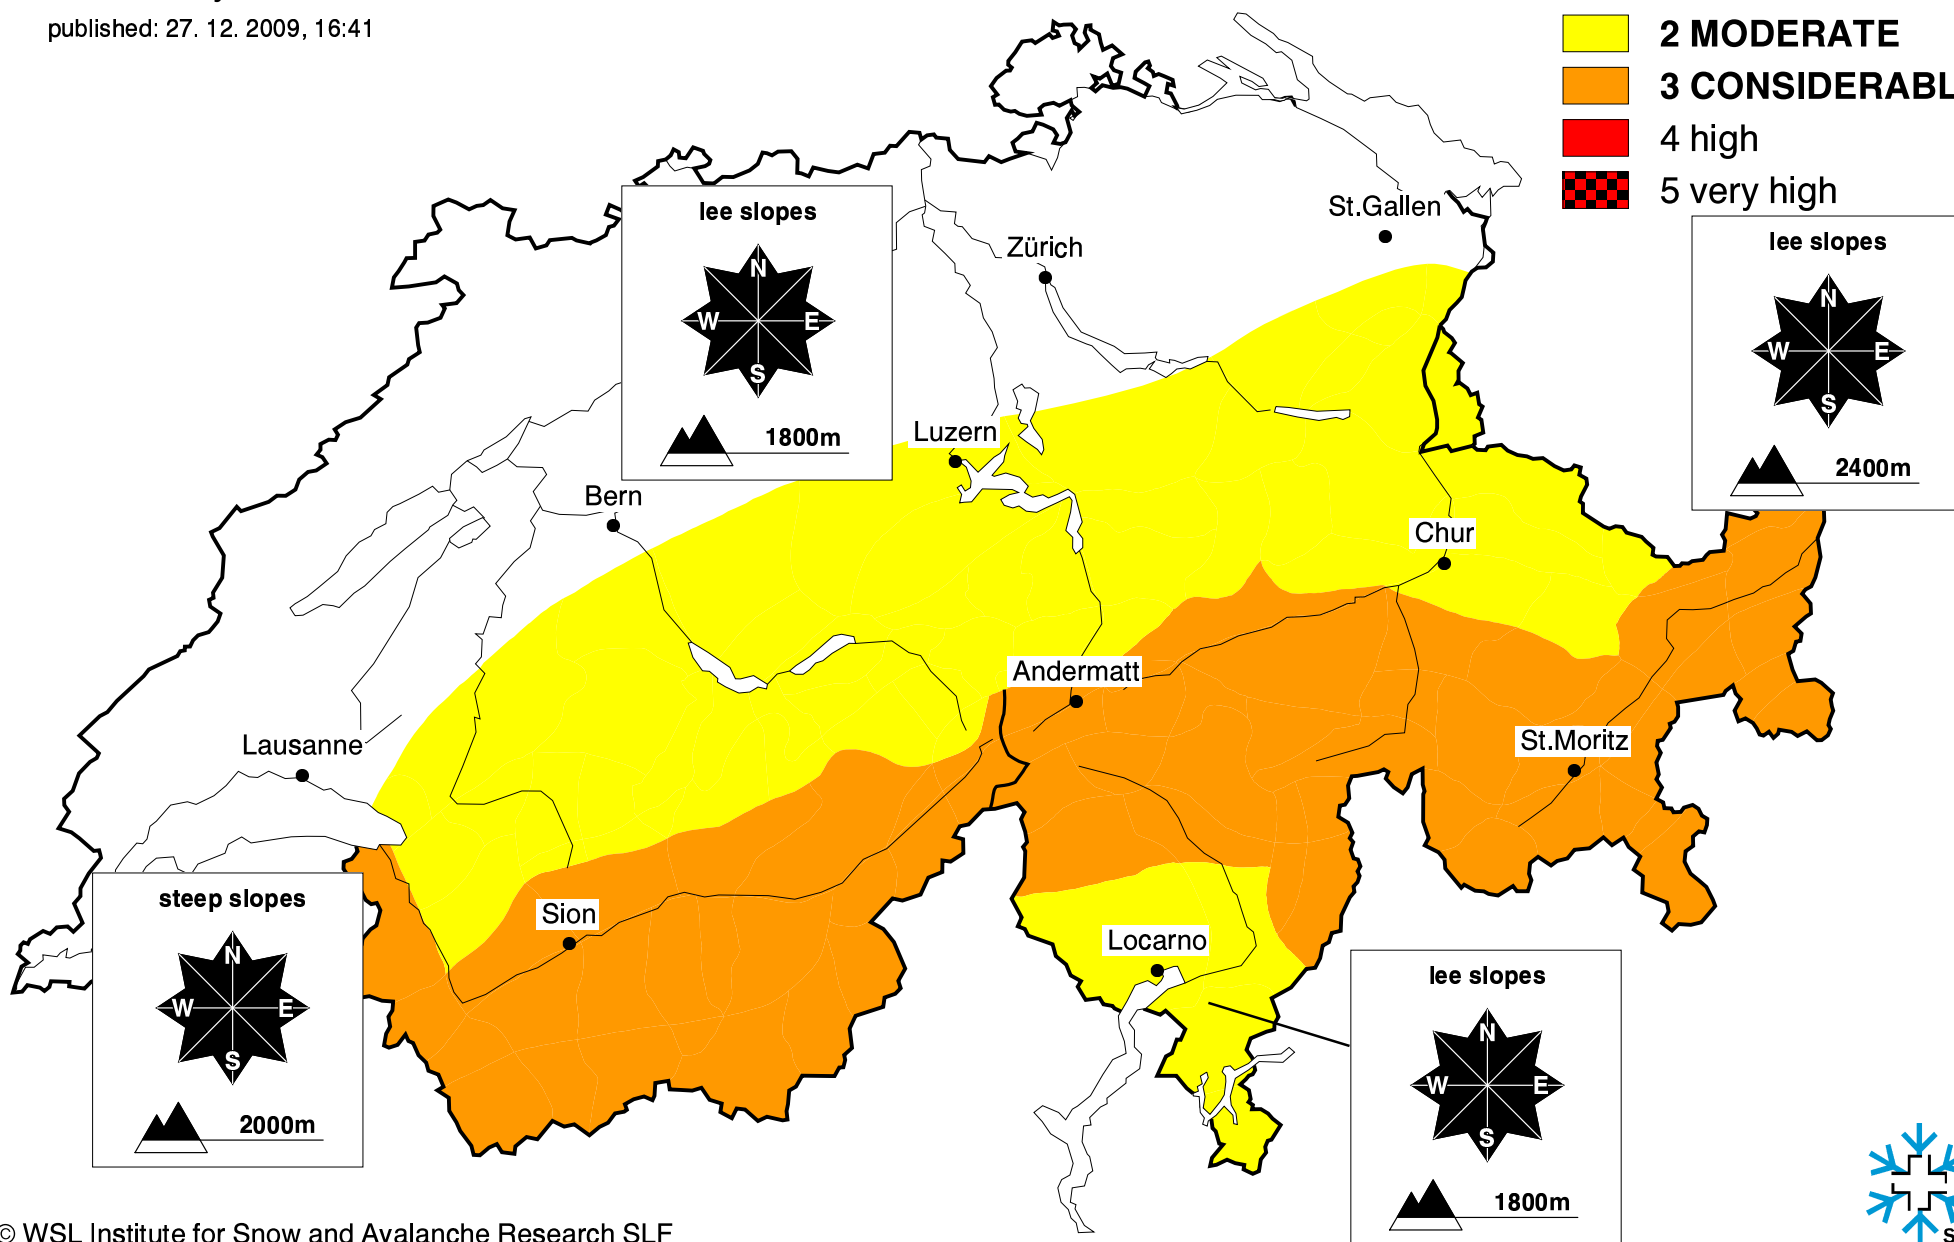 published: 27. 12. 2009, 16:41
2 MODERATE
3 CONSIDERABL
4 high
5 very high
lee slopes
N
W E
S
1800m
lee slopes
N
W E
S
2400m
St.Gallen
Zürich
Luzern
Bern
Chur
Andermatt
St.Moritz
Lausanne
Sion
Locarno
steep slopes
N
W E
S
2000m
lee slopes
N
W E
S
1800m
© WSL Institute for Snow and Avalanche Research SLF
S